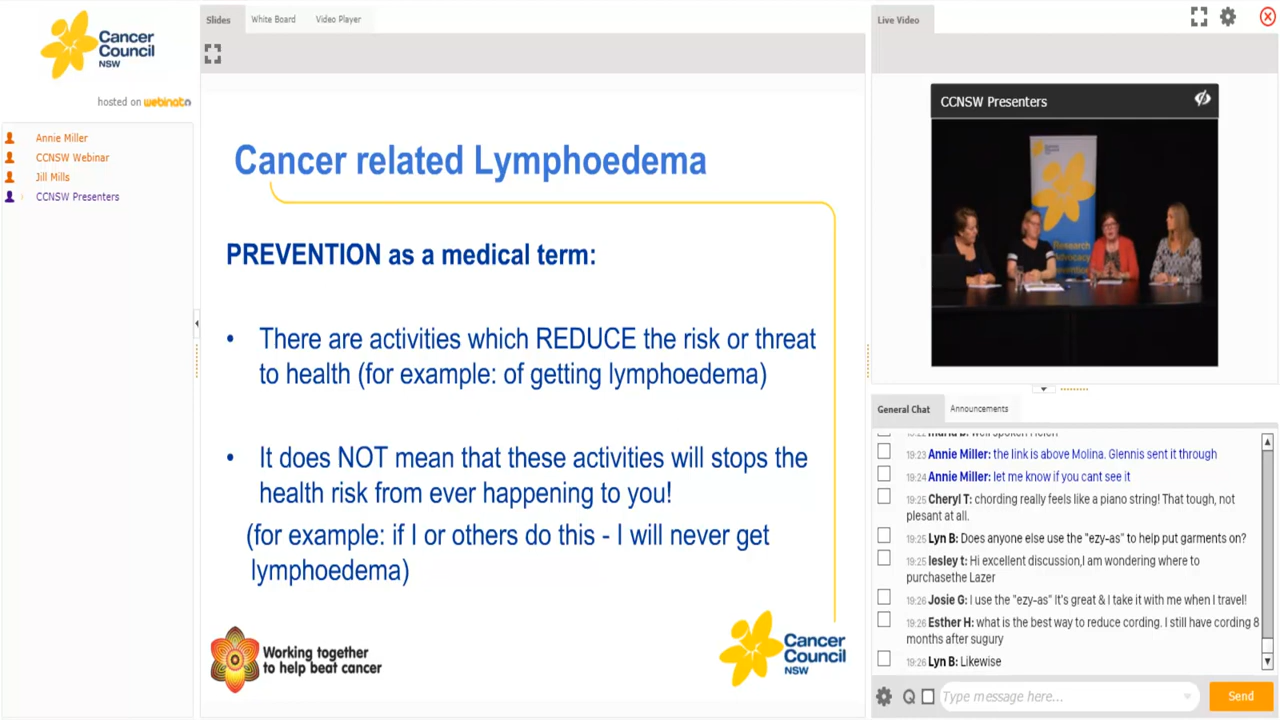 Cancer
Council
NSW
hosted on webinato
Annie Miller
CCNSW Webinar
Jill Mills
CCNSW Presenters
Slides
White Board
Video Player
Cancer related Lymphoedema
PREVENTION as a medical term:
• There are activities which REDUCE the risk or threat
to health (for example: of getting lymphoedema)
• It does NOT mean that these activities will stops the
health risk from ever happening to you!
(for example: if I or others do this - I will never get
lymphoedema)
Working together
to help beat cancer
Cancer
Council
NSW
Live Video
CCNSW Presenters
Research
Advocacy
Prevention
General Chat
Announcements
19:23 Annie Miller: the link is above Molina. Glennis sent it through
19:24 Annie Miller: let me know if you cant see it
19:25 Cheryl T: chording really feels like a piano string! That tough, not
plesant at all.
19:25 Lyn B: Does anyone else use the "ezy-as" to help put garments on?
19:25 lesley t: Hi excellent discussion,I am wondering where to
purchasethe Lazer
19:26 Josie G: I use the "ezy-as" It's great & I take it with me when I travel!
19:26 Esther H: what is the best way to reduce cording. I still have cording 8
months after sugury
19:26 Lyn B: Likewise
Q
Type message here...
Send